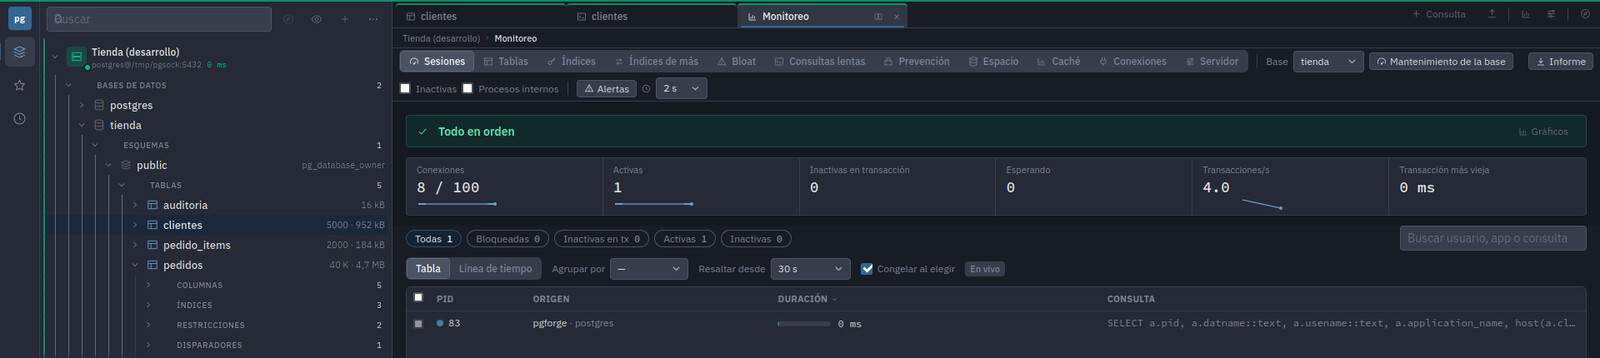 pg
Buscar
Tienda (desarrollo)
postgres@/tmp/pgsock:5432 0 ms
BASES DE DATOS 2
postgres
tienda
ESQUEMAS 1
public pg_database_owner
TABLAS 5
auditoria 16 kB
clientes 5000 · 952 kB
pedido_items 2000 · 184 kB
pedidos 40 K · 4,7 MB
COLUMNAS 5
ÍNDICES 3
RESTRICCIONES 2
DISPARADORES 1
clientes clientes Monitoreo × + Consulta
Tienda (desarrollo) › Monitoreo
Sesiones Tablas Índices Índices de más Bloat Consultas lentas Prevención Espacio Caché Conexiones Servidor Base tienda Mantenimiento de la base Informe
Inactivas Procesos internos Alertas 2 s
Todo en orden Gráficos
Conexiones Activas Inactivas en transacción Esperando Transacciones/s Transacción más vieja
8 / 100 1 0 0 4.0 0 ms
Todas 1 Bloqueadas 0 Inactivas en tx 0 Activas 1 Inactivas 0 Buscar usuario, app o consulta
Tabla Línea de tiempo Agrupar por — Resaltar desde 30 s Congelar al elegir En vivo
PID ORIGEN DURACIÓN CONSULTA
83 pgforge · postgres 0 ms SELECT a.pid, a.datname::text, a.usename::text, a.application_name, host(a.cl…